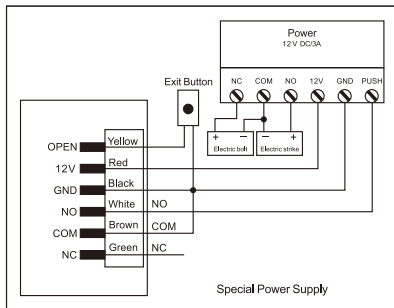 Power
12 V DC/3A
NC COM NO 12V GND PUSH
Exit Button
+ − − +
Electric bolt Electric strike
OPEN Yellow
12V Red
GND Black
NO White NO
COM Brown COM
NC Green NC
Special Power Supply